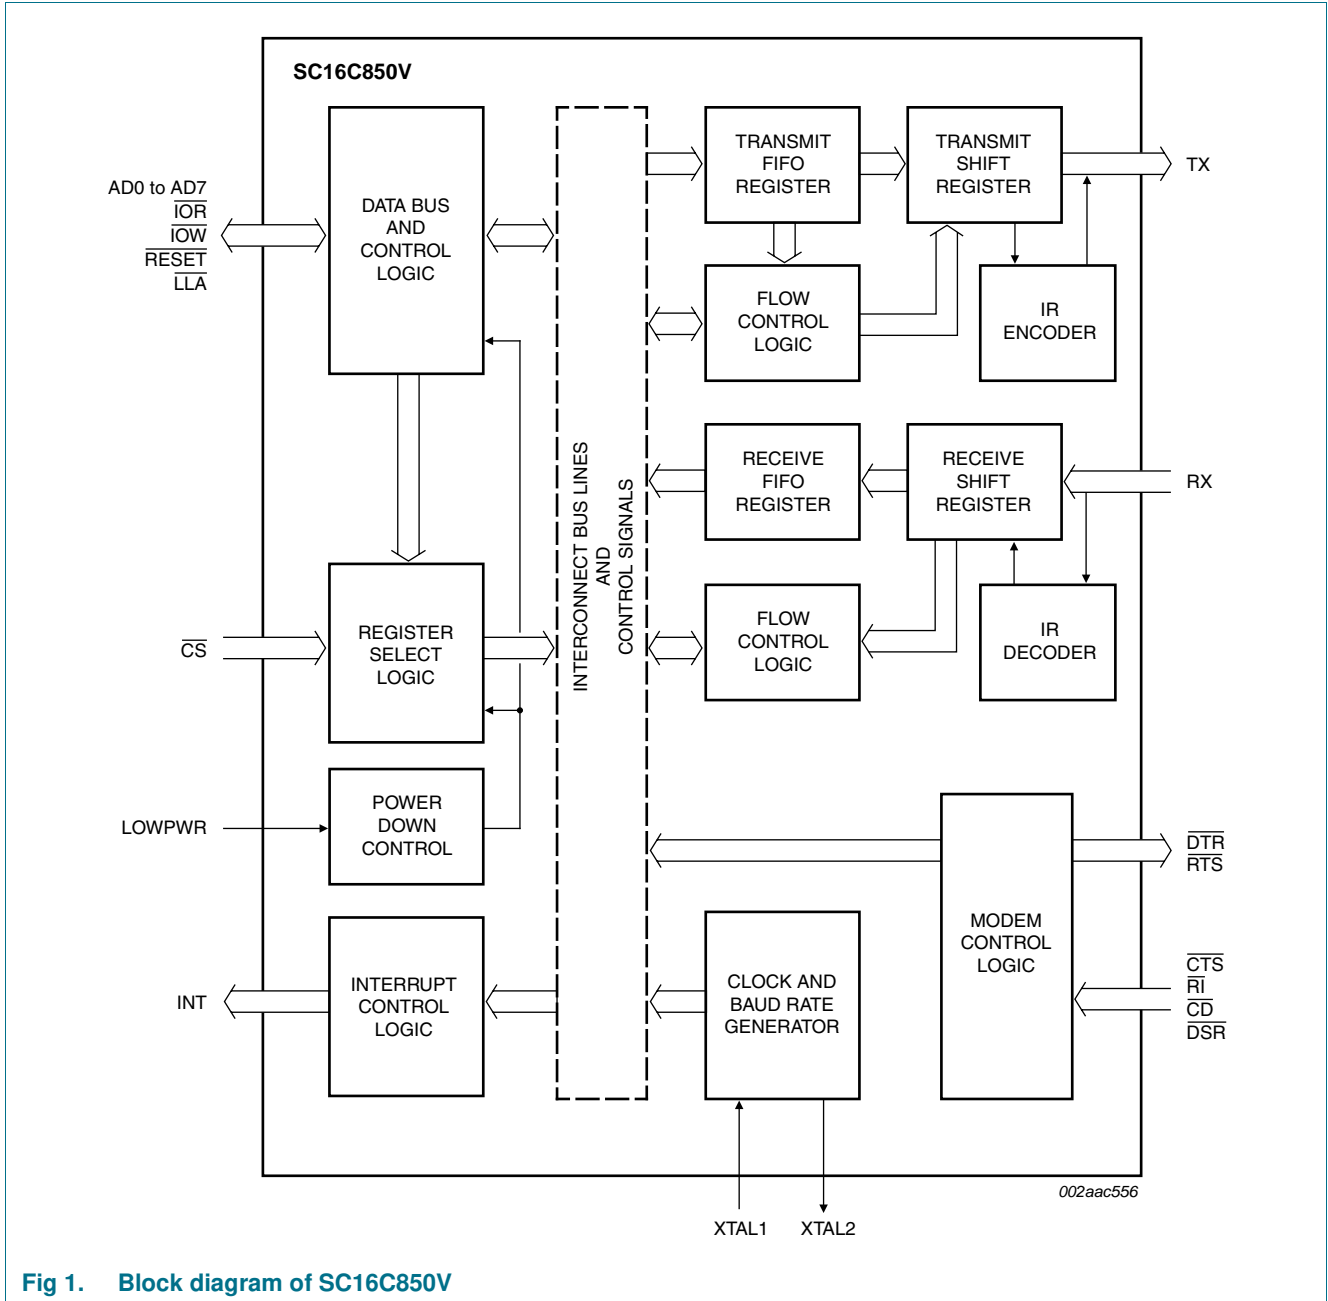 SC16C850V
AD0 to AD7
IOR
IOW
RESET
LLA
DATA BUS
AND
CONTROL
LOGIC
TRANSMIT
FIFO
REGISTER
TRANSMIT
SHIFT
REGISTER
TX
FLOW
CONTROL
LOGIC
IR
ENCODER
INTERCONNECT BUS LINES
AND
CONTROL SIGNALS
RECEIVE
FIFO
REGISTER
RECEIVE
SHIFT
REGISTER
RX
CS
REGISTER
SELECT
LOGIC
FLOW
CONTROL
LOGIC
IR
DECODER
LOWPWR
POWER
DOWN
CONTROL
DTR
RTS
MODEM
CONTROL
LOGIC
CTS
RI
CD
DSR
INT
INTERRUPT
CONTROL
LOGIC
CLOCK AND
BAUD RATE
GENERATOR
002aac556
XTAL1
XTAL2
Fig 1. Block diagram of SC16C850V